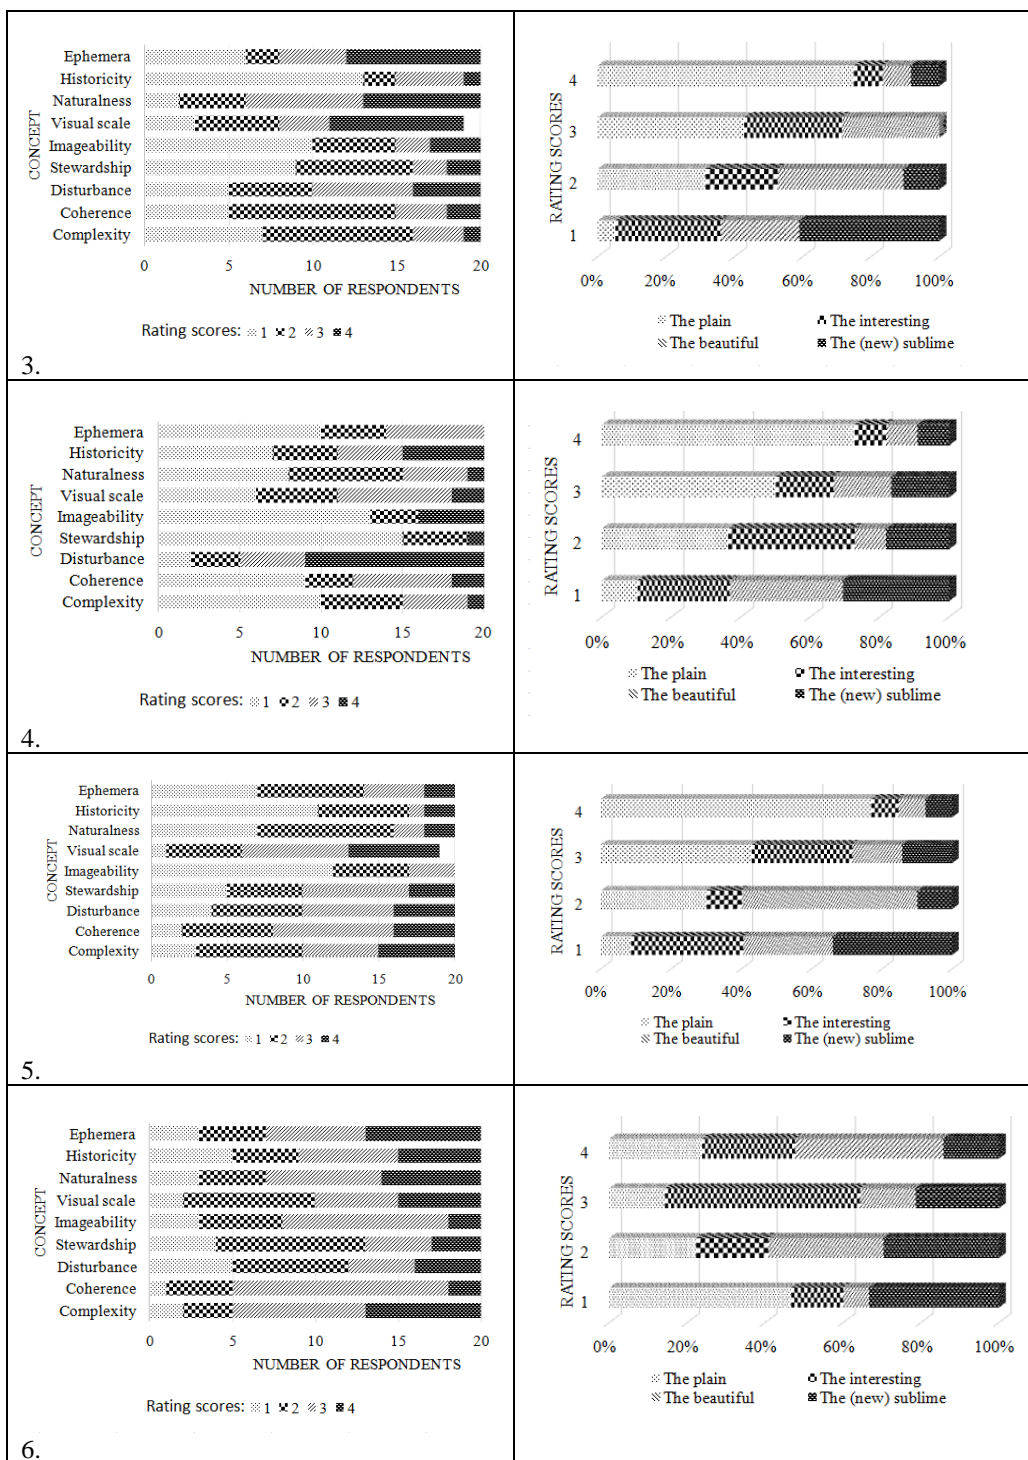 CONCEPT
Ephemera
Historicity
Naturalness
Visual scale
Imageability
Stewardship
Disturbance
Coherence
Complexity
0 5 10 15 20
NUMBER OF RESPONDENTS
Rating scores: 1 2 3 4
3.
RATING SCORES
4
3
2
1
0% 20% 40% 60% 80% 100%
The plain The interesting
The beautiful The (new) sublime
CONCEPT
Ephemera
Historicity
Naturalness
Visual scale
Imageability
Stewardship
Disturbance
Coherence
Complexity
0 5 10 15 20
NUMBER OF RESPONDENTS
Rating scores: 1 2 3 4
4.
RATING SCORES
4
3
2
1
0% 20% 40% 60% 80% 100%
The plain The interesting
The beautiful The (new) sublime
CONCEPT
Ephemera
Historicity
Naturalness
Visual scale
Imageability
Stewardship
Disturbance
Coherence
Complexity
0 5 10 15 20
NUMBER OF RESPONDENTS
Rating scores: 1 2 3 4
5.
RATING SCORES
4
3
2
1
0% 20% 40% 60% 80% 100%
The plain The interesting
The beautiful The (new) sublime
CONCEPT
Ephemera
Historicity
Naturalness
Visual scale
Imageability
Stewardship
Disturbance
Coherence
Complexity
0 5 10 15 20
NUMBER OF RESPONDENTS
Rating scores: 1 2 3 4
6.
RATING SCORES
4
3
2
1
0% 20% 40% 60% 80% 100%
The plain The interesting
The beautiful The (new) sublime